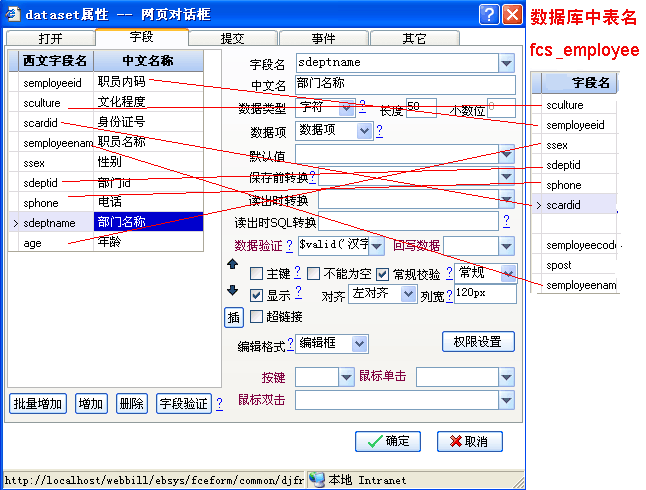 dataset属性 -- 网页对话框
数据库中表名
fcs_employee
打开 字段 提交 事件 其它
西文字段名 中文名称
semployeeid 职员内码
sculture 文化程度
scardid 身份证号
semployeenam 职员名称
ssex 性别
sdeptid 部门id
sphone 电话
sdeptname 部门名称
age 年龄
字段名 sdeptname
中文名 部门名称
数据类型 字符 ? 长度 50 小数位 0
数据项 数据项 ?
默认值
保存前转换 ?
读出时转换
读出时SQL转换 ?
数据验证 ? $valid('汉字 回写数据
主键 ? 不能为空 常规校验 ? 常规
显示 ? 对齐 左对齐 列宽 ? 120px
插 超链接
编辑格式 ? 编辑框 权限设置
按键 鼠标单击
鼠标双击
批量增加 增加 删除 字段验证 ?
确定 取消
http://localhost/webbill/ebsys/fceform/common/djfr 本地 Intranet
字段名
sculture
semployeeid
ssex
sdeptid
sphone
scardid
semployeecode
spost
semployeenam